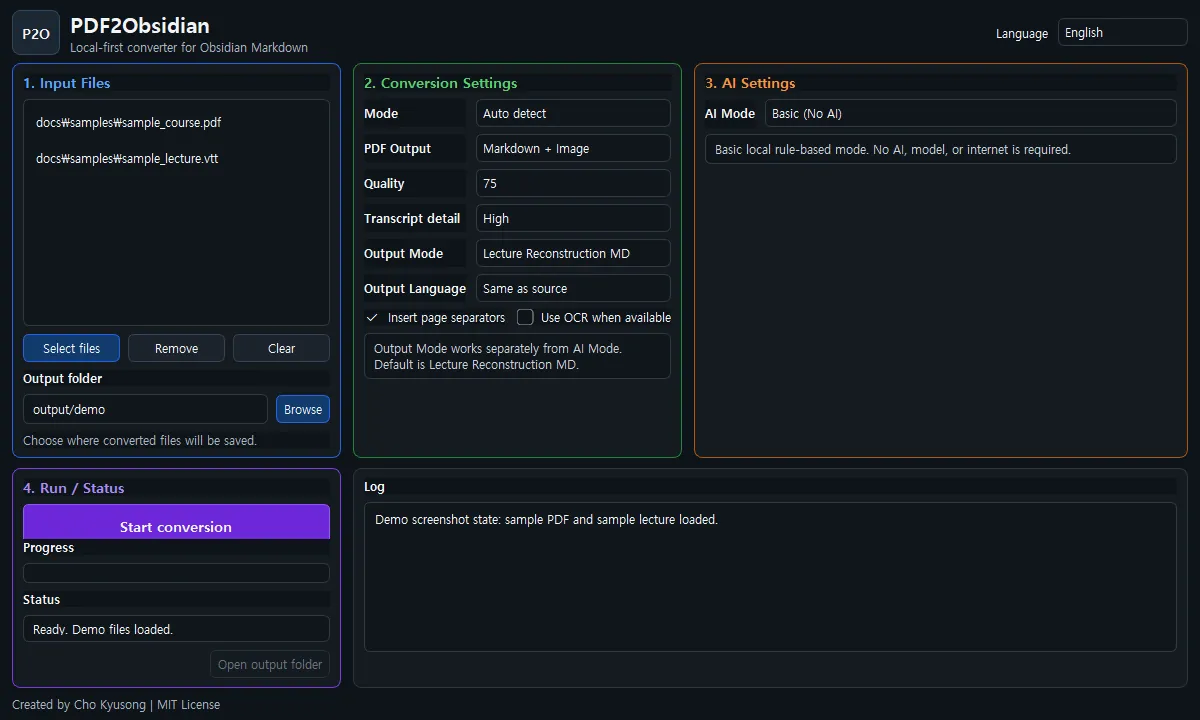 P2O
PDF2Obsidian
Local-first converter for Obsidian Markdown
Language
English
1. Input Files
docs₩samples₩sample_course.pdf
docs₩samples₩sample_lecture.vtt
Select files
Remove
Clear
Output folder
output/demo
Browse
Choose where converted files will be saved.
2. Conversion Settings
Mode
Auto detect
PDF Output
Markdown + Image
Quality
75
Transcript detail
High
Output Mode
Lecture Reconstruction MD
Output Language
Same as source
Insert page separators
Use OCR when available
Output Mode works separately from AI Mode.
Default is Lecture Reconstruction MD.
3. AI Settings
AI Mode
Basic (No AI)
Basic local rule-based mode. No AI, model, or internet is required.
4. Run / Status
Start conversion
Progress
Status
Ready. Demo files loaded.
Open output folder
Log
Demo screenshot state: sample PDF and sample lecture loaded.
Created by Cho Kyusong | MIT License